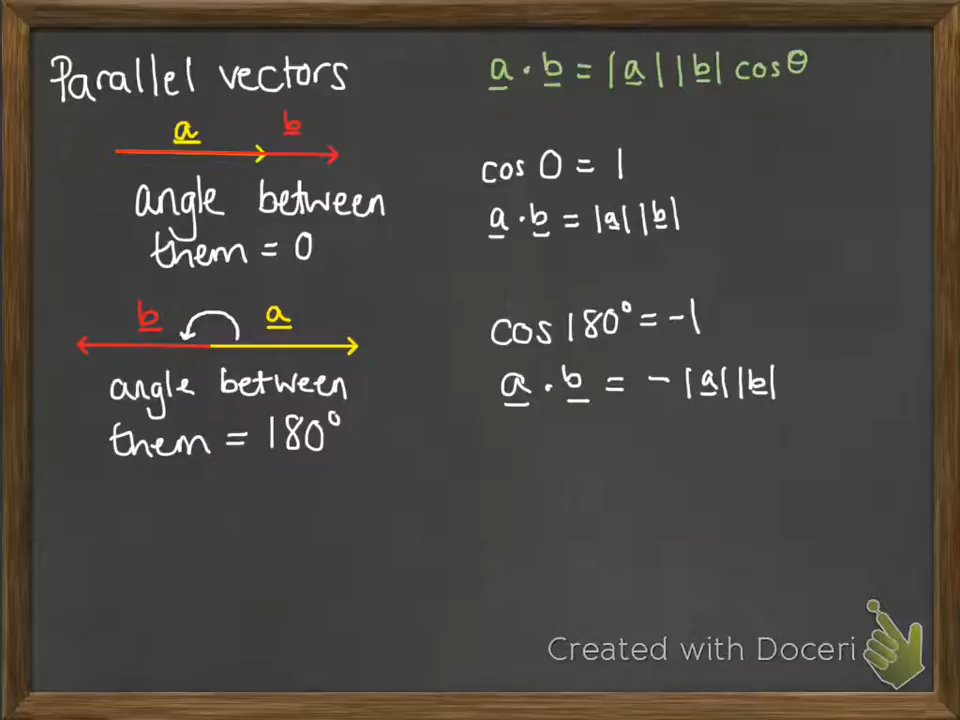 Parallel vectors
a b
angle between
them = 0
b a
angle between
them = 180°
a · b = |a| |b| cos θ
cos 0 = 1
a · b = |a| |b|
cos 180° = -1
a · b = - |a| |b|
Created with Doceri